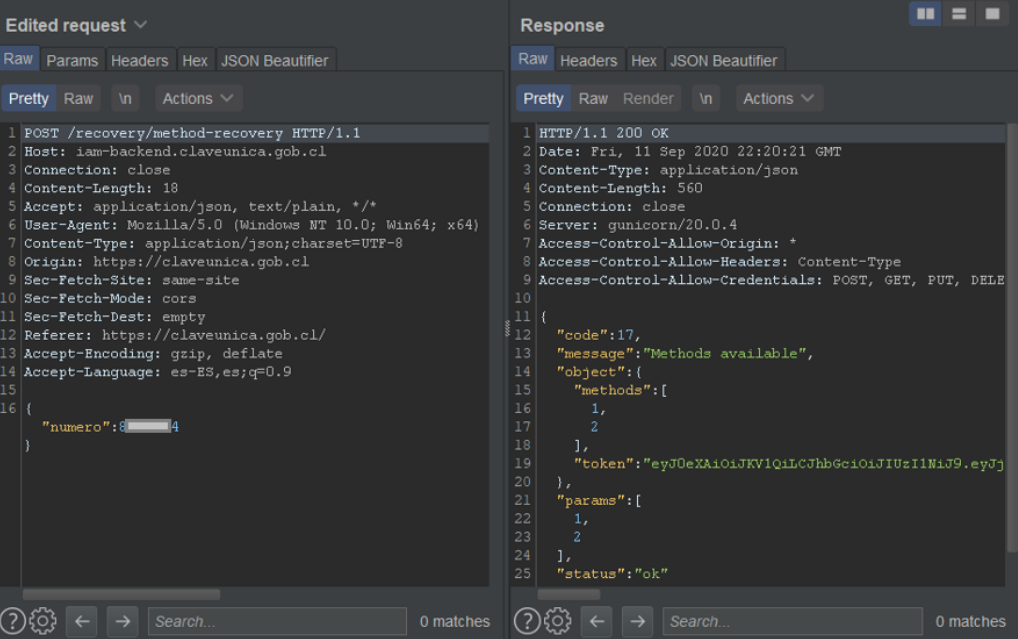 Edited request
Raw Params Headers Hex JSON Beautifier
Pretty Raw \n Actions
1 POST /recovery/method-recovery HTTP/1.1
2 Host: iam-backend.claveunica.gob.cl
3 Connection: close
4 Content-Length: 18
5 Accept: application/json, text/plain, */*
6 User-Agent: Mozilla/5.0 (Windows NT 10.0; Win64; x64)
7 Content-Type: application/json;charset=UTF-8
8 Origin: https://claveunica.gob.cl
9 Sec-Fetch-Site: same-site
10 Sec-Fetch-Mode: cors
11 Sec-Fetch-Dest: empty
12 Referer: https://claveunica.gob.cl/
13 Accept-Encoding: gzip, deflate
14 Accept-Language: es-ES,es;q=0.9
15
16 {
"numero":8 4
}
? Search... 0 matches
Response
Raw Headers Hex JSON Beautifier
Pretty Raw Render \n Actions
1 HTTP/1.1 200 OK
2 Date: Fri, 11 Sep 2020 22:20:21 GMT
3 Content-Type: application/json
4 Content-Length: 560
5 Connection: close
6 Server: gunicorn/20.0.4
7 Access-Control-Allow-Origin: *
8 Access-Control-Allow-Headers: Content-Type
9 Access-Control-Allow-Credentials: POST, GET, PUT, DELE
10
11 {
12 "code":17,
13 "message":"Methods available",
14 "object":{
15 "methods":[
16 1,
17 2
18 ],
19 "token":"eyJ0eXAiOiJKV1QiLCJhbGciOiJIUzI1NiJ9.eyJj
20 },
21 "params":[
22 1,
23 2
24 ],
25 "status":"ok"
? Search... 0 matches